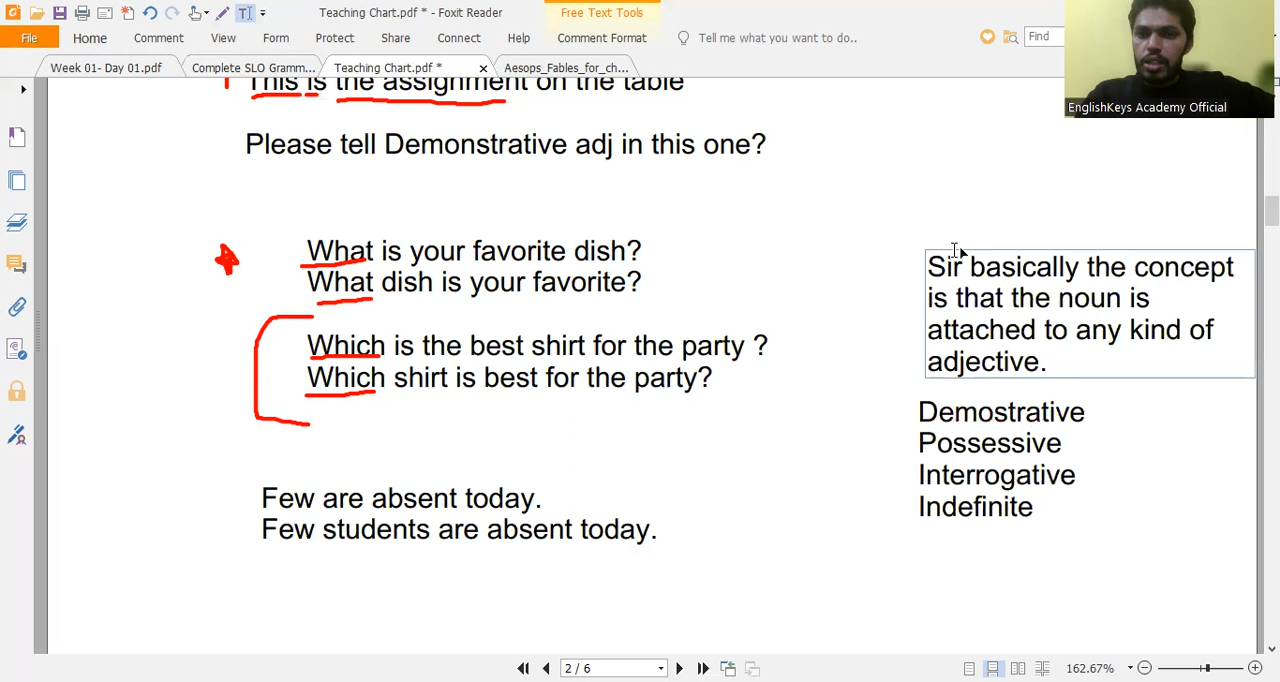 Teaching Chart.pdf * - Foxit Reader
Free Text Tools
File Home Comment View Form Protect Share Connect Help Comment Format Tell me what you want to do.. Find
Week 01- Day 01.pdf Complete SLO Gramm... Teaching Chart.pdf * Aesops_Fables_for_ch...
EnglishKeys Academy Official
This is the assignment on the table
Please tell Demonstrative adj in this one?
What is your favorite dish?
What dish is your favorite?
Which is the best shirt for the party ?
Which shirt is best for the party?
Few are absent today.
Few students are absent today.
Sir basically the concept
is that the noun is
attached to any kind of
adjective.
Demostrative
Possessive
Interrogative
Indefinite
2 / 6
162.67%